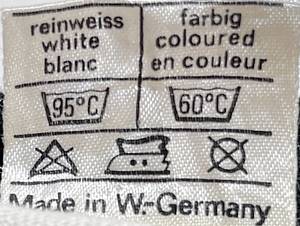 reinweiss
white
blanc
farbig
coloured
en couleur
95°C
60°C
Made in W.-Germany